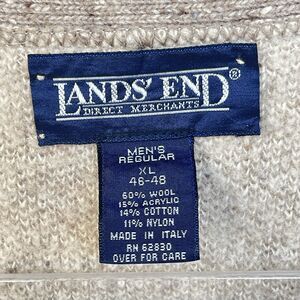 LANDS' END®
DIRECT MERCHANTS
MEN'S
REGULAR
XL
46-48
60% WOOL
15% ACRYLIC
14% COTTON
11% NYLON
MADE IN ITALY
RN 62830
OVER FOR CARE